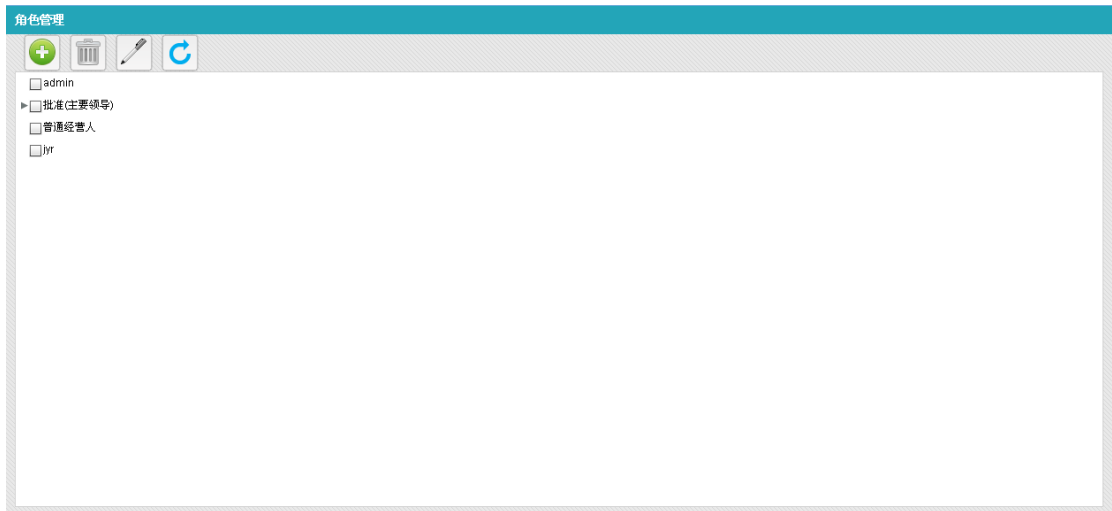 角色管理
admin
批准(主要领导)
普通经营人
jyr